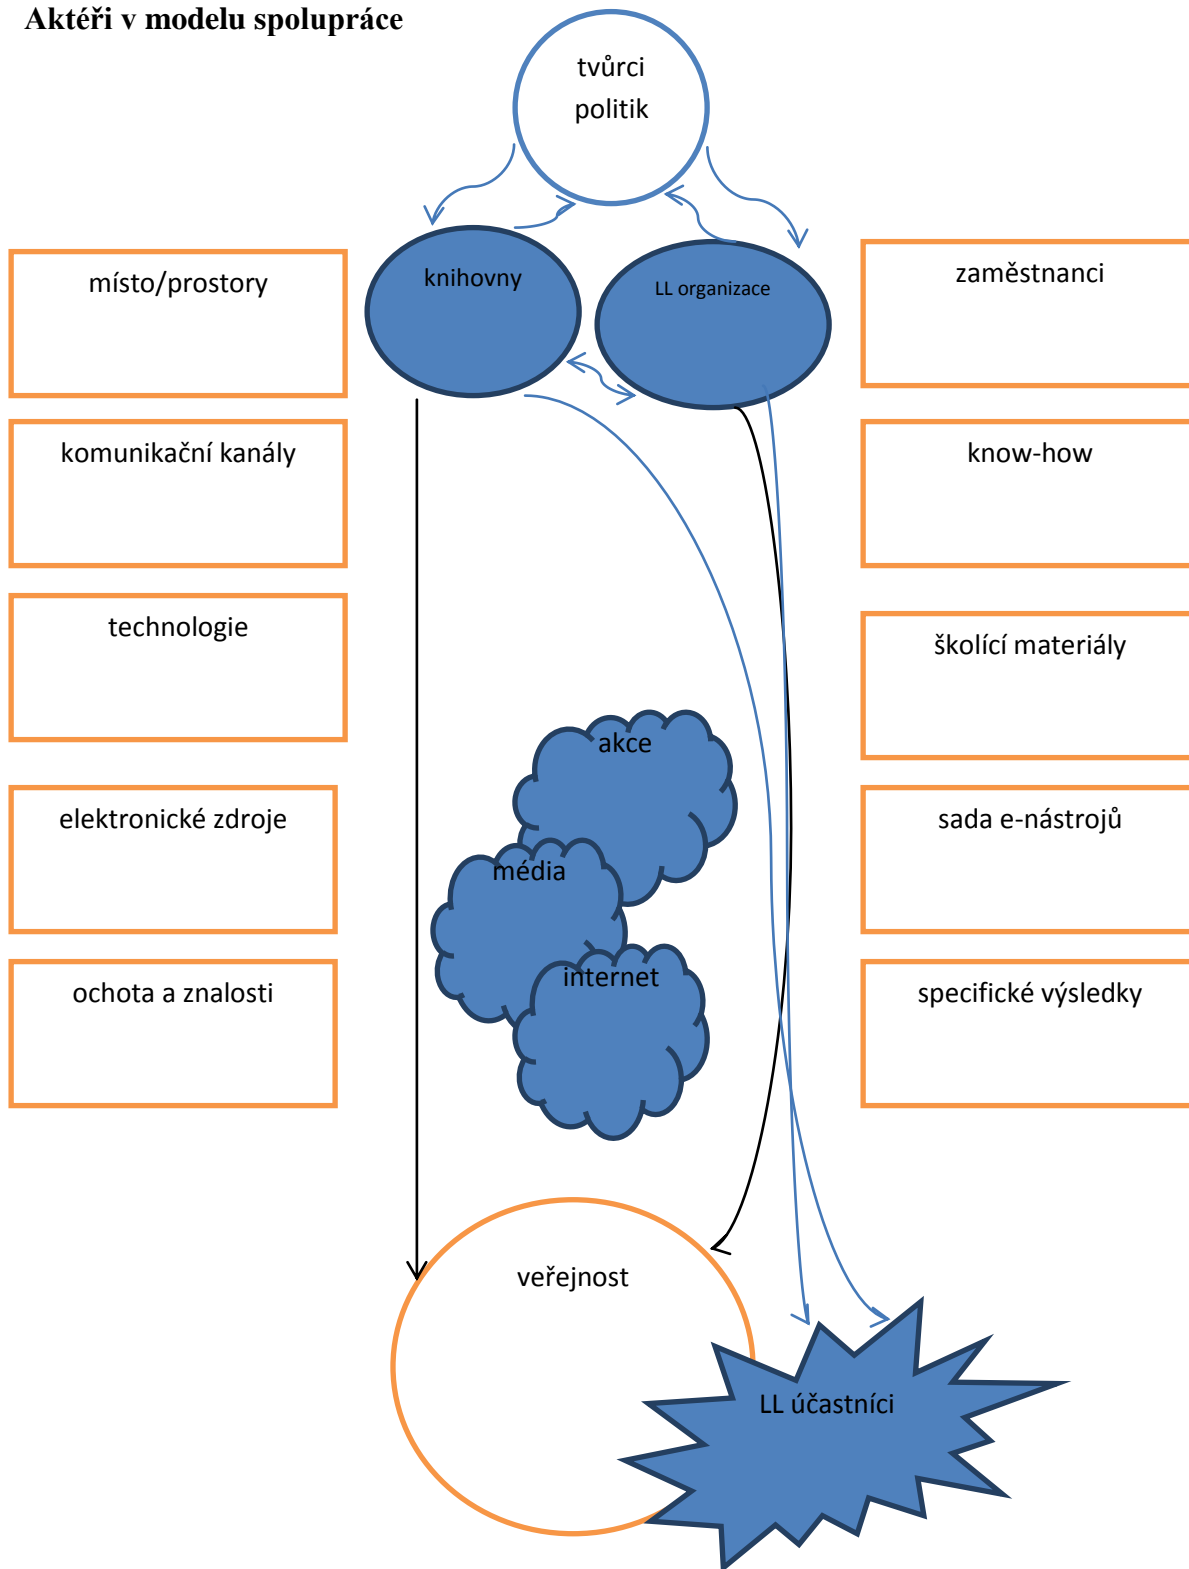 Aktéři v modelu spolupráce
tvůrci
politik
knihovny
LL organizace
místo/prostory
zaměstnanci
komunikační kanály
know-how
technologie
školící materiály
akce
elektronické zdroje
sada e-nástrojů
média
internet
ochota a znalosti
specifické výsledky
veřejnost
LL účastníci